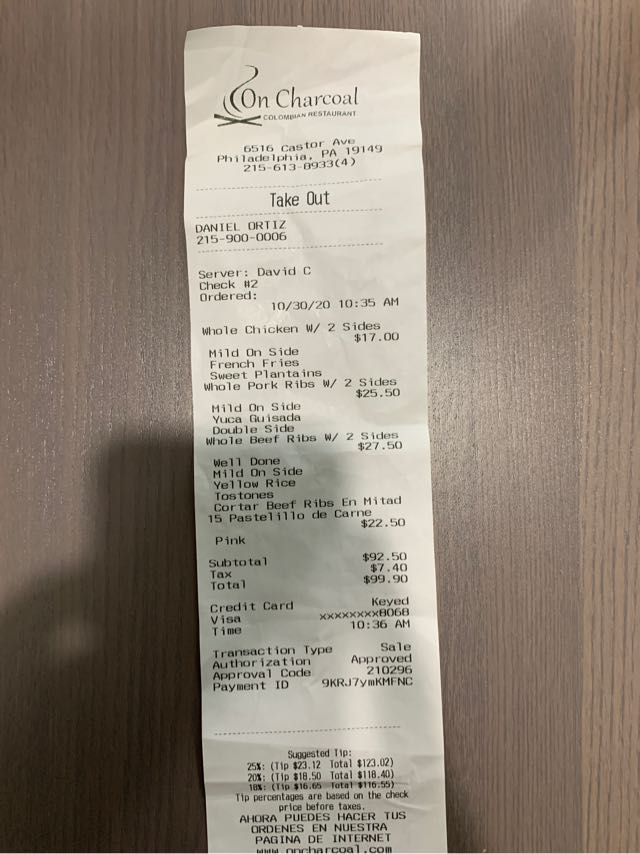 On Charcoal
COLOMBIAN RESTAURANT
6516 Castor Ave
Philadelphia, PA 19149
215-613-8933(4)
Take Out
DANIEL ORTIZ
215-900-0006
Server: David C
Check #2
Ordered:
10/30/20 10:35 AM
Whole Chicken W/ 2 Sides
$17.00
Mild On Side
French Fries
Sweet Plantains
Whole Pork Ribs W/ 2 Sides
$25.50
Mild On Side
Yuca Guisada
Double Side
Whole Beef Ribs W/ 2 Sides
$27.50
Well Done
Mild On Side
Yellow Rice
Tostones
Cortar Beef Ribs En Mitad
15 Pastelillo de Carne
$22.50
Pink
Subtotal $92.50
Tax $7.40
Total $99.90
Credit Card Keyed
Visa xxxxxxxx8068
Time 10:36 AM
Transaction Type Sale
Authorization Approved
Approval Code 210296
Payment ID 9KRJ7ymKMFNC
Suggested Tip:
25%: (Tip $23.12 Total $123.02)
20%: (Tip $18.50 Total $118.40)
18%: (Tip $16.65 Total $116.55)
Tip percentages are based on the check
price before taxes.
AHORA PUEDES HACER TUS
ORDENES EN NUESTRA
PAGINA DE INTERNET
www.oncharcoal.com